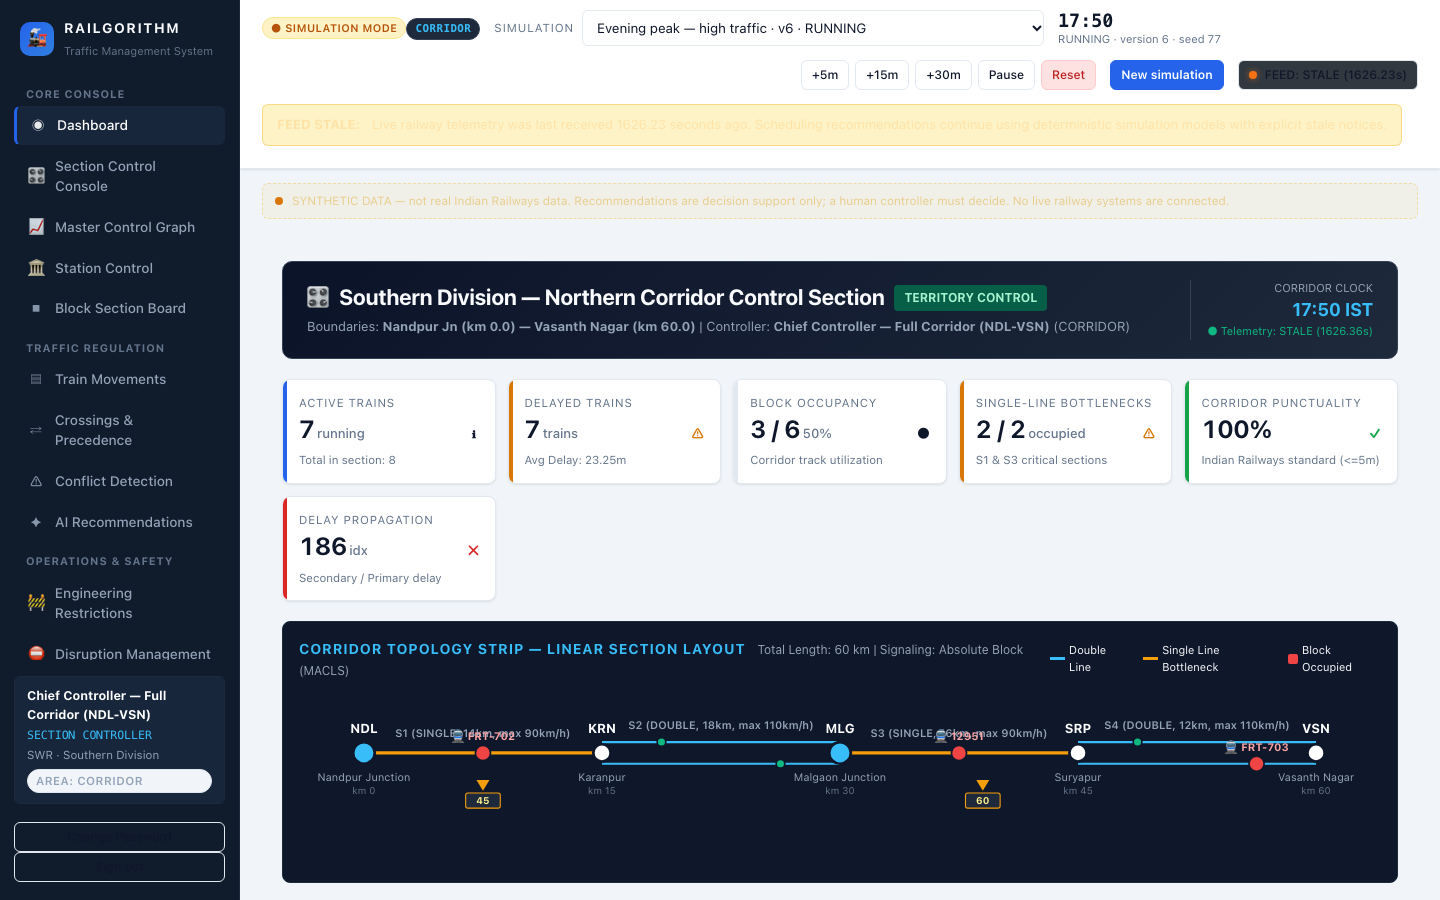 RAILGORITHM
Traffic Management System
CORE CONSOLE
Dashboard
Section Control
Console
Master Control Graph
Station Control
Block Section Board
TRAFFIC REGULATION
Train Movements
Crossings &
Precedence
Conflict Detection
AI Recommendations
OPERATIONS & SAFETY
Engineering
Restrictions
Disruption Management
Chief Controller — Full
Corridor (NDL-VSN)
SECTION CONTROLLER
SWR · Southern Division
AREA: CORRIDOR
SIMULATION MODE
CORRIDOR
SIMULATION
Evening peak — high traffic · v6 · RUNNING
17:50
RUNNING · version 6 · seed 77
+5m
+15m
+30m
Pause
Reset
New simulation
FEED: STALE (1626.23s)
FEED STALE: Live railway telemetry was last received 1626.23 seconds ago. Scheduling recommendations continue using deterministic simulation models with explicit stale notices.
SYNTHETIC DATA — not real Indian Railways data. Recommendations are decision support only; a human controller must decide. No live railway systems are connected.
Southern Division — Northern Corridor Control Section
TERRITORY CONTROL
Boundaries: Nandpur Jn (km 0.0) — Vasanth Nagar (km 60.0) | Controller: Chief Controller — Full Corridor (NDL-VSN) (CORRIDOR)
CORRIDOR CLOCK
17:50 IST
Telemetry: STALE (1626.36s)
ACTIVE TRAINS
7 running
Total in section: 8
DELAYED TRAINS
7 trains
Avg Delay: 23.25m
BLOCK OCCUPANCY
3 / 6 50%
Corridor track utilization
SINGLE-LINE BOTTLENECKS
2 / 2 occupied
S1 & S3 critical sections
CORRIDOR PUNCTUALITY
100%
Indian Railways standard (<=5m)
DELAY PROPAGATION
186 idx
Secondary / Primary delay
CORRIDOR TOPOLOGY STRIP — LINEAR SECTION LAYOUT Total Length: 60 km | Signaling: Absolute Block
(MACLS)
Double
Line
Single Line
Bottleneck
Block
Occupied
NDL
S1 (SINGLE, max 90km/h)
FRT-702
KRN
S2 (DOUBLE, 18km, max 110km/h)
MLG
S3 (SINGLE, max 90km/h)
12951
SRP
S4 (DOUBLE, 12km, max 110km/h)
VSN
FRT-703
Nandpur Junction
km 0
Karanpur
km 15
Malgaon Junction
km 30
Suryapur
km 45
Vasanth Nagar
km 60
45
60